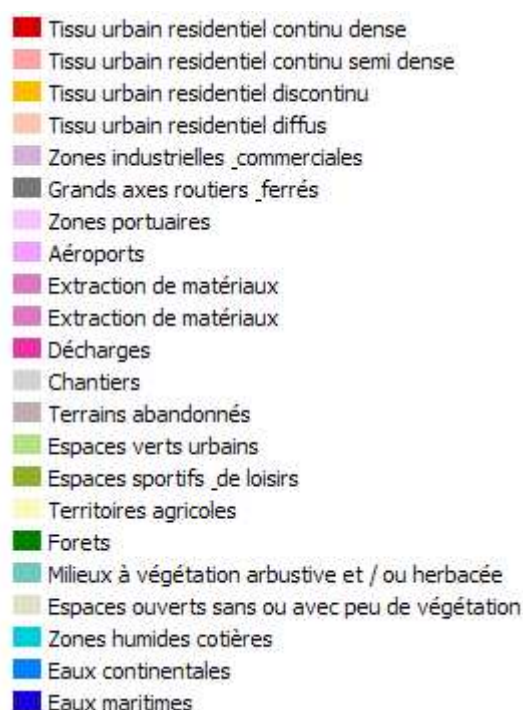 Tissu urbain residentiel continu dense
Tissu urbain residentiel continu semi dense
Tissu urbain residentiel discontinu
Tissu urbain residentiel diffus
Zones industrielles _commerciales
Grands axes routiers _ferrés
Zones portuaires
Aéroports
Extraction de matériaux
Extraction de matériaux
Décharges
Chantiers
Terrains abandonnés
Espaces verts urbains
Espaces sportifs _de loisirs
Territoires agricoles
Forets
Milieux à végétation arbustive et / ou herbacée
Espaces ouverts sans ou avec peu de végétation
Zones humides cotières
Eaux continentales
Eaux maritimes